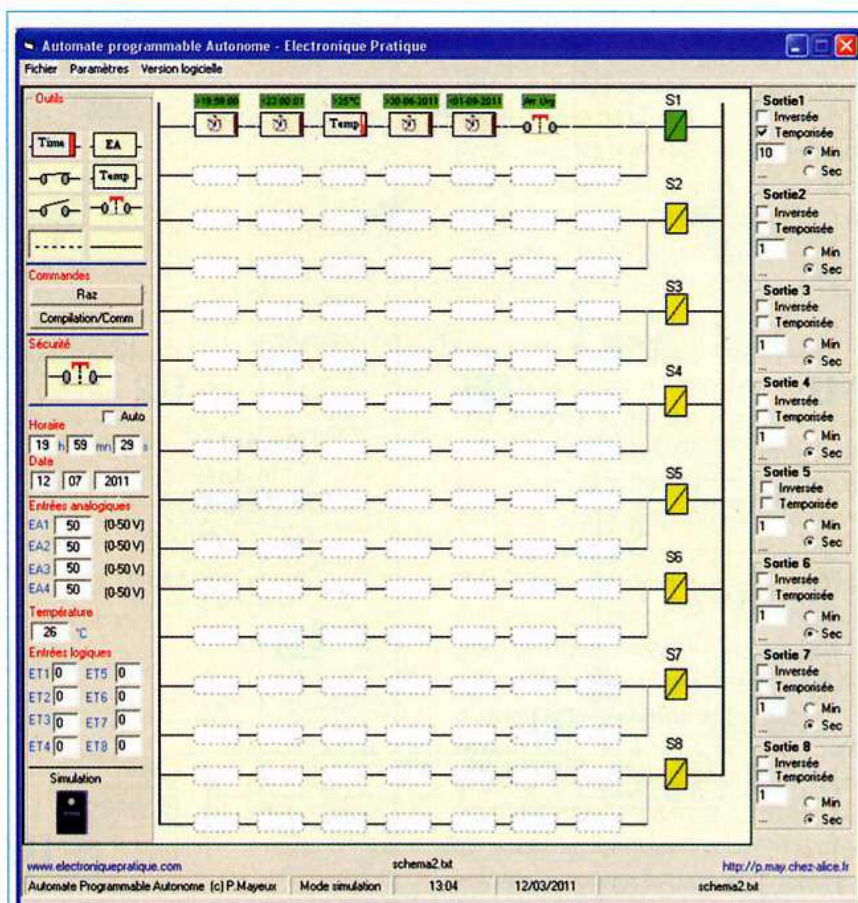 Automate programmable Autonome - Electronique Pratique
Fichier Paramètres Version logicielle
Outils
Time
EA
Temp
Commandes
Raz
Compilation/Comm
Sécurité
Auto
Horaire
19 h 59 mn 29 s
Date
12 07 2011
Entrées analogiques
EA1 50 (0-50 V)
EA2 50 (0-50 V)
EA3 50 (0-50 V)
EA4 50 (0-50 V)
Température
26 °C
Entrées logiques
ET1 0 ET5 0
ET2 0 ET6 0
ET3 0 ET7 0
ET4 0 ET8 0
Simulation
>19:59:00 <22:00:01 >25°C >30-06-2011 <01-09-2011 Arr Urg
Temp
S1
S2
S3
S4
S5
S6
S7
S8
Sortie1
Inversée
Temporisée
10 Min
... Sec
Sortie2
Inversée
Temporisée
1 Min
... Sec
Sortie 3
Inversée
Temporisée
1 Min
... Sec
Sortie 4
Inversée
Temporisée
1 Min
... Sec
Sortie 5
Inversée
Temporisée
1 Min
... Sec
Sortie 6
Inversée
Temporisée
1 Min
... Sec
Sortie 7
Inversée
Temporisée
1 Min
... Sec
Sortie 8
Inversée
Temporisée
1 Min
... Sec
www.electroniquepratique.com schema2.txt http://p.may.chez-alice.fr
Automate Programmable Autonome (c) P.Mayeux Mode simulation 13:04 12/03/2011 schema2.txt